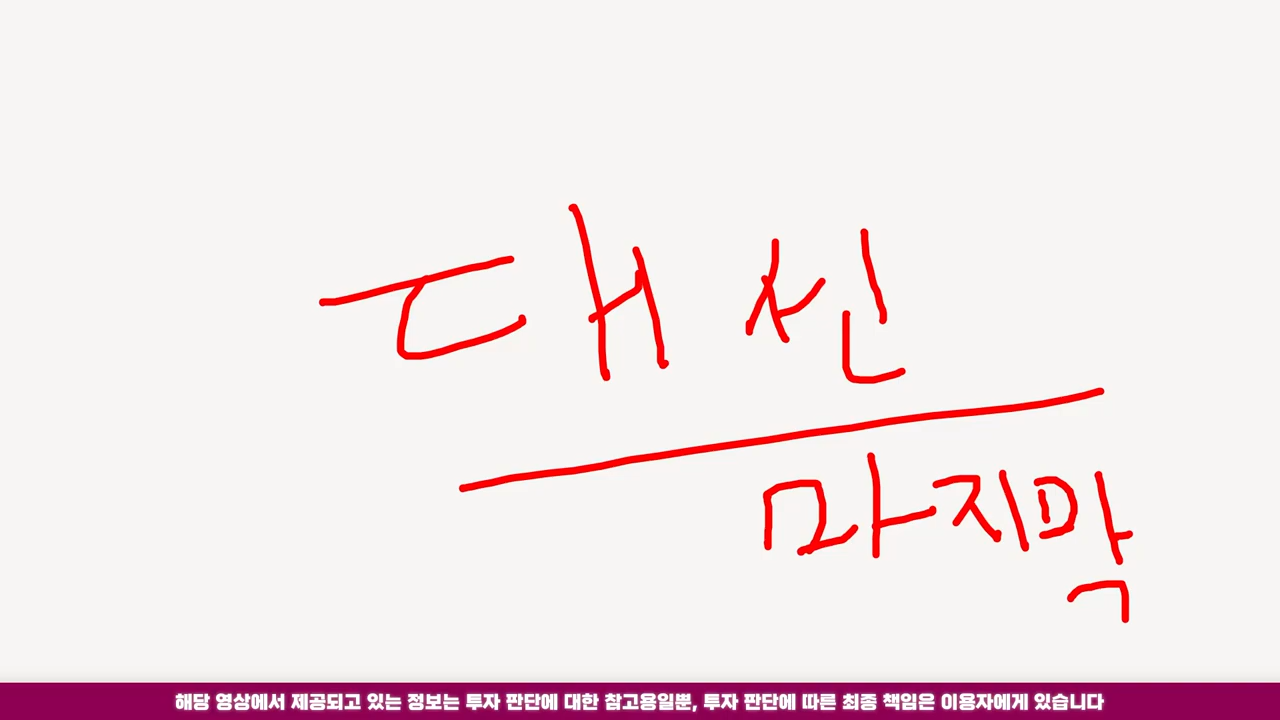 대신
마지막
해당 영상에서 제공되고 있는 정보는 투자 판단에 대한 참고용일뿐, 투자 판단에 따른 최종 책임은 이용자에게 있습니다